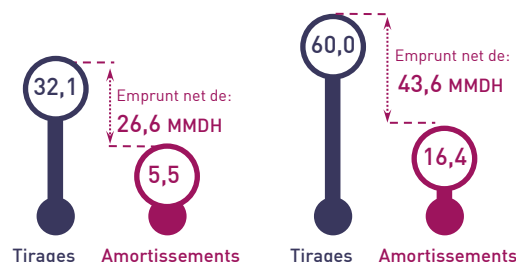 32,1
Emprunt net de:
26,6 MMDH
5,5
Tirages
Amortissements
60,0
Emprunt net de:
43,6 MMDH
16,4
Tirages
Amortissements